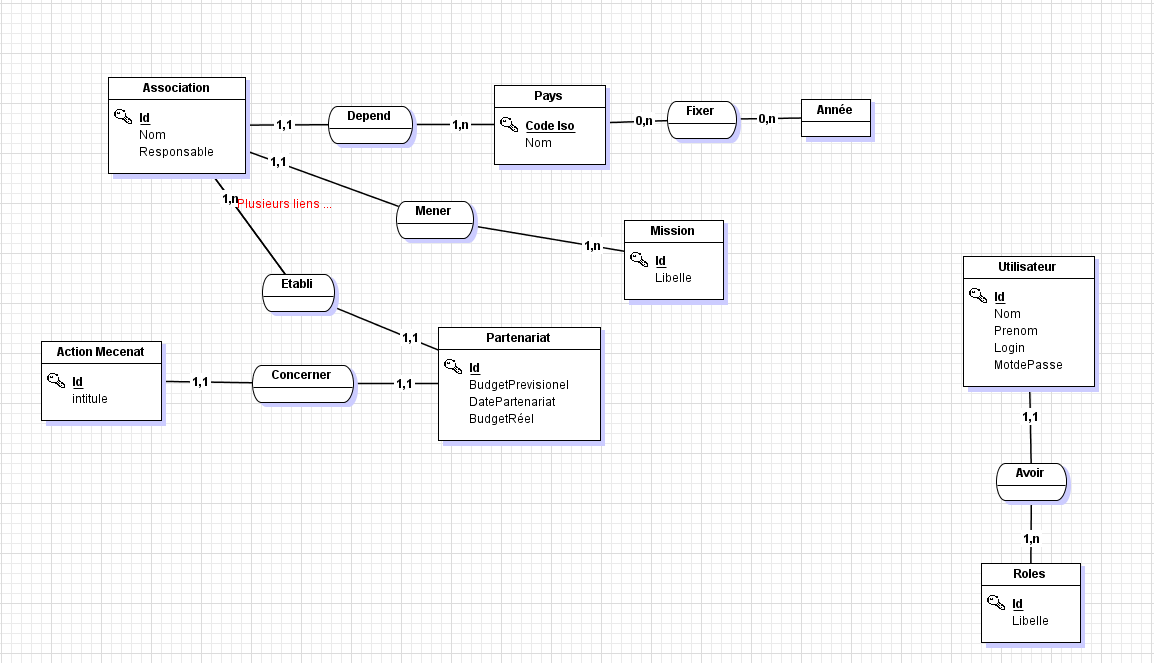 Association
Id
Nom
Responsable
1,1
Depend
1,n
Pays
Code Iso
Nom
0,n
Fixer
0,n
Année
1,1
Mener
1,n
Mission
Id
Libelle
1,n
Plusieurs liens ...
Etabli
1,1
Partenariat
Id
BudgetPrevisionel
DatePartenariat
BudgetRéel
Action Mecenat
Id
intitule
1,1
Concerner
1,1
Utilisateur
Id
Nom
Prenom
Login
MotdePasse
1,1
Avoir
1,n
Roles
Id
Libelle